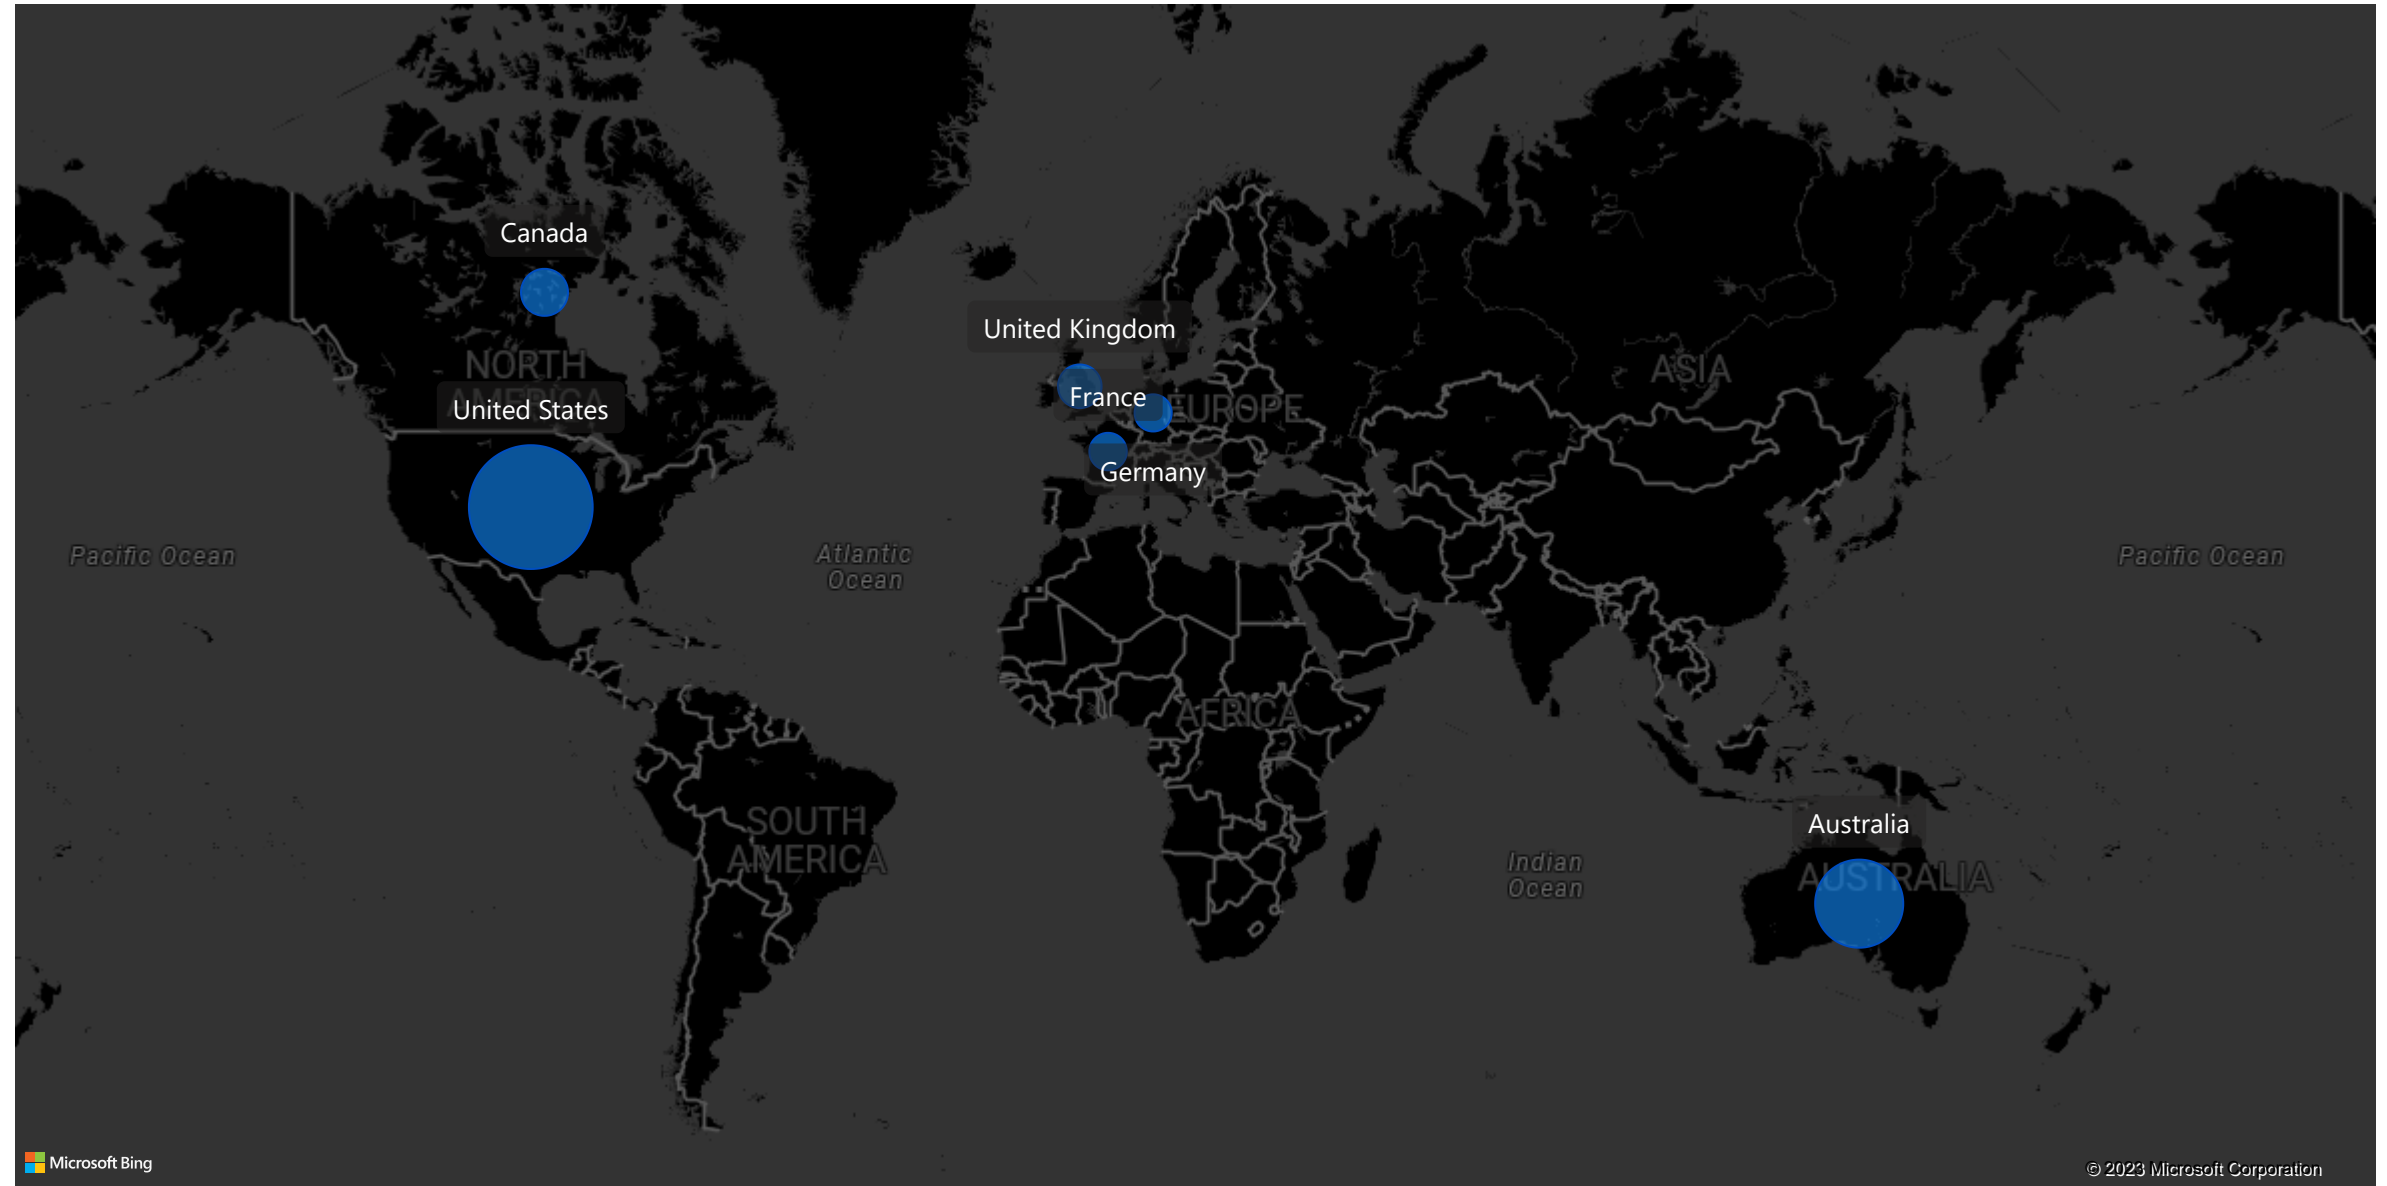 Canada
United Kingdom
NORTH
AMERICA
United States
France
EUROPE
ASIA
Germany
Pacific Ocean
Atlantic
Ocean
Pacific Ocean
AFRICA
SOUTH
AMERICA
Australia
AUSTRALIA
Indian
Ocean
Microsoft Bing
© 2023 Microsoft Corporation